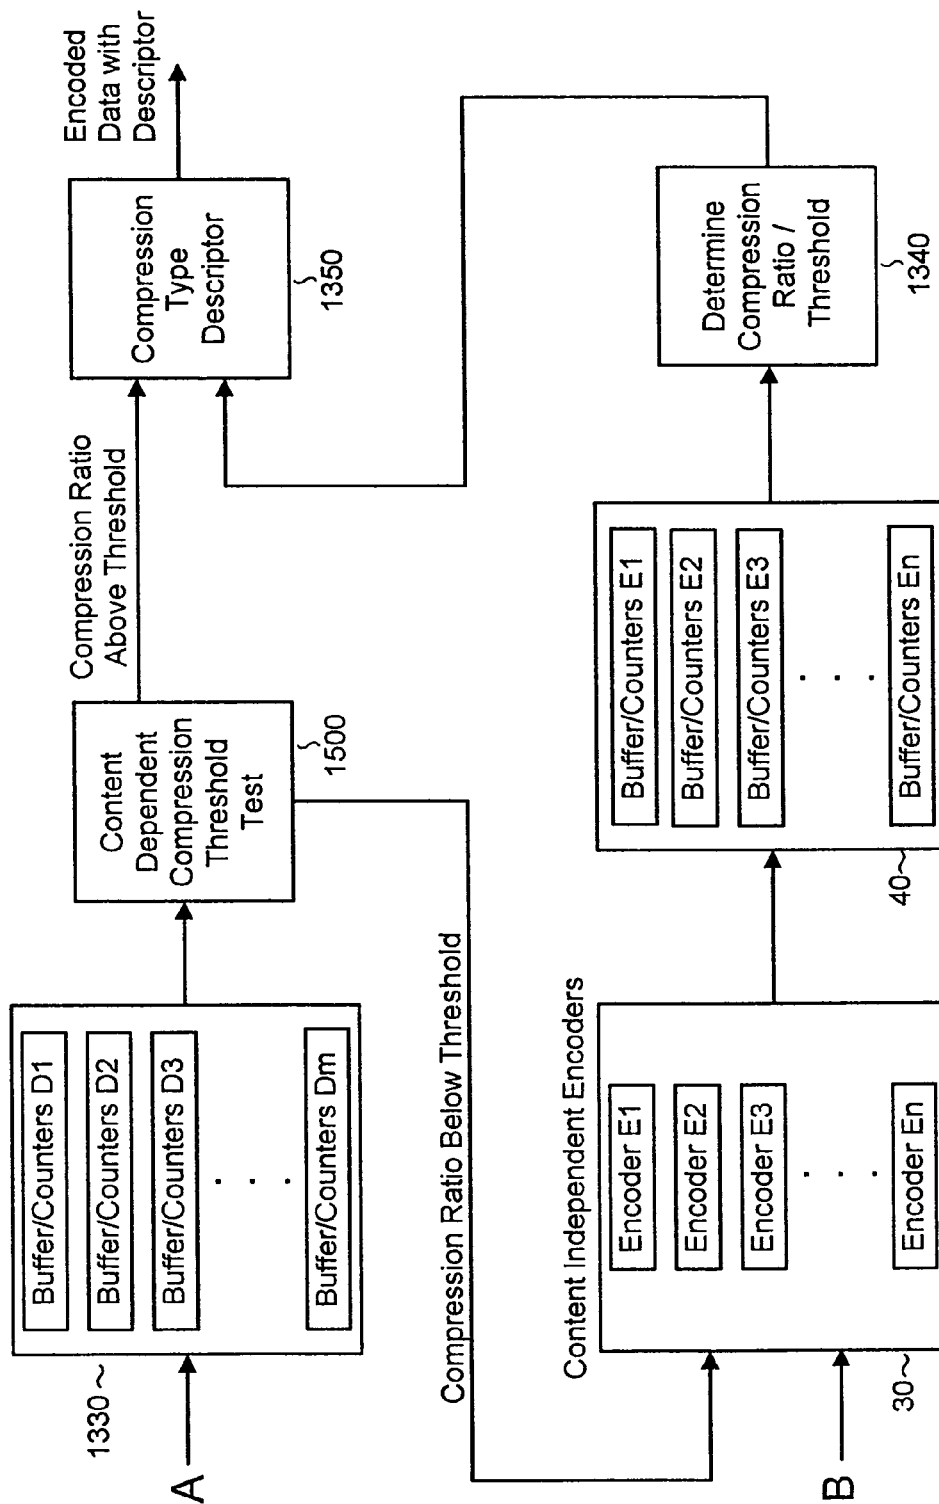 A
1330
Buffer/Counters D1
Buffer/Counters D2
Buffer/Counters D3
. . .
Buffer/Counters Dm
Content
Dependent
Compression
Threshold
Test
1500
Compression Ratio
Above Threshold
Compression
Type
Descriptor
1350
Encoded
Data with
Descriptor
Compression Ratio Below Threshold
B
Content Independent Encoders
30
Encoder E1
Encoder E2
Encoder E3
. . .
Encoder En
40
Buffer/Counters E1
Buffer/Counters E2
Buffer/Counters E3
. . .
Buffer/Counters En
Determine
Compression
Ratio /
Threshold
1340